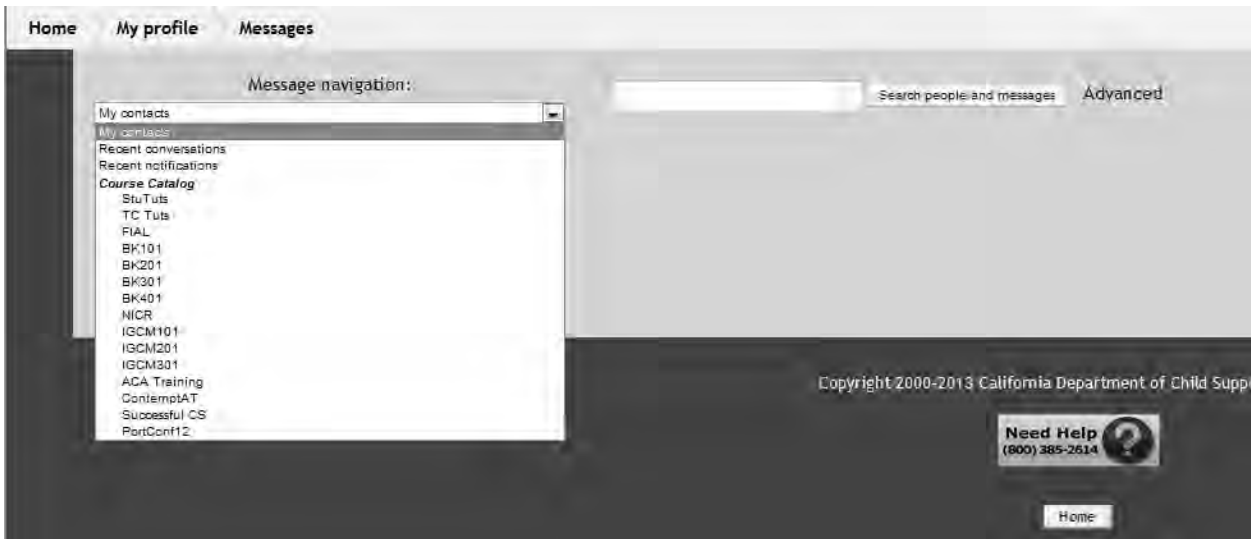 Home My profile Messages
Message navigation:
Search people and messages Advanced
My contacts
My contacts
Recent conversations
Recent notifications
Course Catalog
StuTuts
TC Tuts
FIAL
BK101
BK201
BK301
BK401
NICR
IGCM101
IGCM201
IGCM301
ACA Training
ContemptAT
Successful CS
PortConf12
Copyright 2000-2013 California Department of Child Supp
Need Help
(800) 385-2614
?
Home